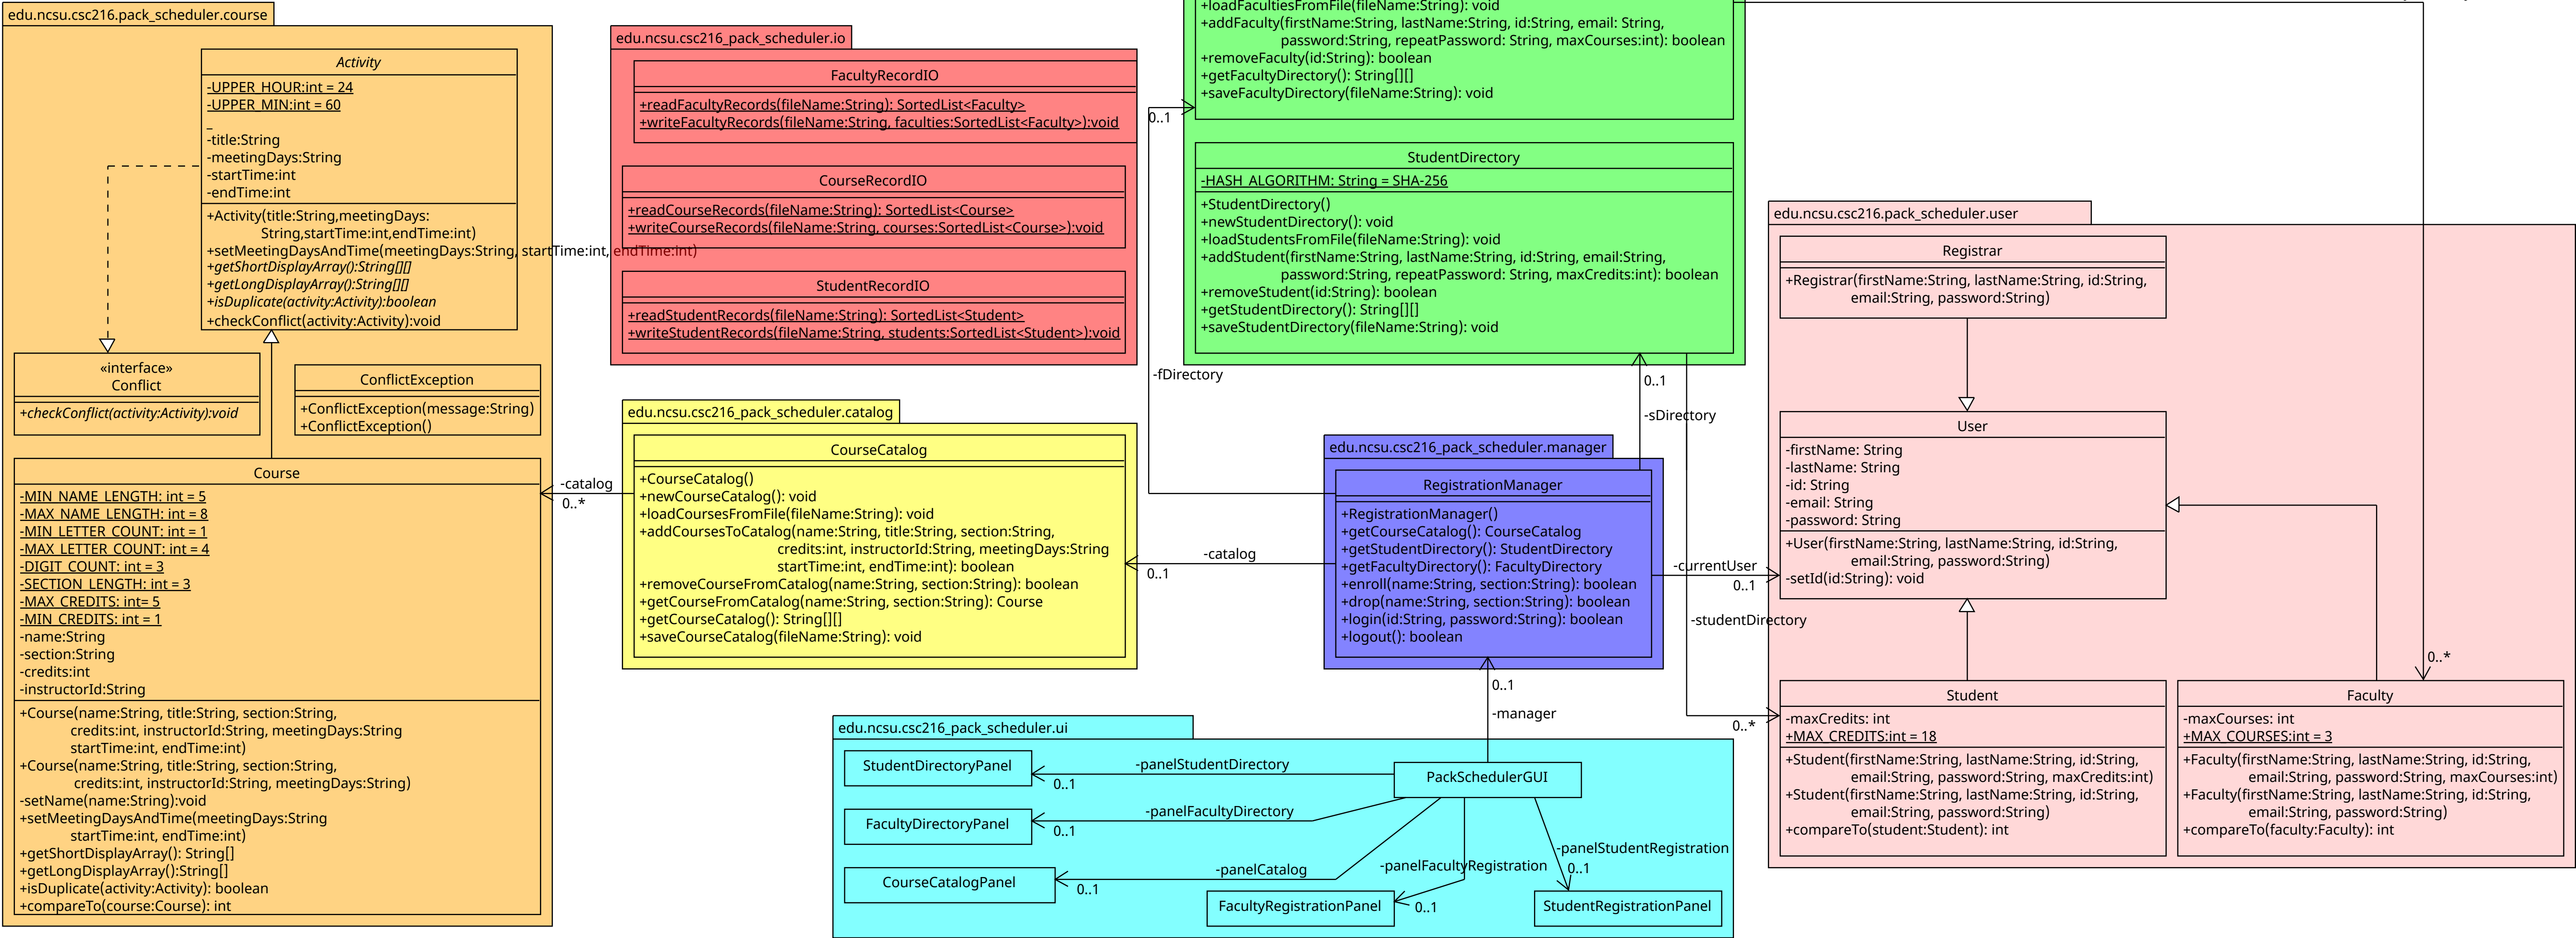 edu.ncsu.csc216.pack_scheduler.course
Activity
-UPPER_HOUR:int = 24
-UPPER_MIN:int = 60
_
-title:String
-meetingDays:String
-startTime:int
-endTime:int
+Activity(title:String,meetingDays:
String,startTime:int,endTime:int)
+setMeetingDaysAndTime(meetingDays:String, startTime:int, endTime:int)
+getShortDisplayArray():String[][]
+getLongDisplayArray():String[][]
+isDuplicate(activity:Activity):boolean
+checkConflict(activity:Activity):void
«interface»
Conflict
+checkConflict(activity:Activity):void
ConflictException
+ConflictException(message:String)
+ConflictException()
Course
-MIN_NAME_LENGTH: int = 5
-MAX_NAME_LENGTH: int = 8
-MIN_LETTER_COUNT: int = 1
-MAX_LETTER_COUNT: int = 4
-DIGIT_COUNT: int = 3
-SECTION_LENGTH: int = 3
-MAX_CREDITS: int= 5
-MIN_CREDITS: int = 1
-name:String
-section:String
-credits:int
-instructorId:String
+Course(name:String, title:String, section:String,
credits:int, instructorId:String, meetingDays:String
startTime:int, endTime:int)
+Course(name:String, title:String, section:String,
credits:int, instructorId:String, meetingDays:String)
-setName(name:String):void
+setMeetingDaysAndTime(meetingDays:String
startTime:int, endTime:int)
+getShortDisplayArray(): String[]
+getLongDisplayArray():String[]
+isDuplicate(activity:Activity): boolean
+compareTo(course:Course): int
edu.ncsu.csc216_pack_scheduler.io
FacultyRecordIO
+readFacultyRecords(fileName:String): SortedList<Faculty>
+writeFacultyRecords(fileName:String, faculties:SortedList<Faculty>):void
CourseRecordIO
+readCourseRecords(fileName:String): SortedList<Course>
+writeCourseRecords(fileName:String, courses:SortedList<Course>):void
StudentRecordIO
+readStudentRecords(fileName:String): SortedList<Student>
+writeStudentRecords(fileName:String, students:SortedList<Student>):void
+loadFacultiesFromFile(fileName:String): void
+addFaculty(firstName:String, lastName:String, id:String, email: String,
password:String, repeatPassword: String, maxCourses:int): boolean
+removeFaculty(id:String): boolean
+getFacultyDirectory(): String[][]
+saveFacultyDirectory(fileName:String): void
0..1
StudentDirectory
-HASH_ALGORITHM: String = SHA-256
+StudentDirectory()
+newStudentDirectory(): void
+loadStudentsFromFile(fileName:String): void
+addStudent(firstName:String, lastName:String, id:String, email:String,
password:String, repeatPassword: String, maxCredits:int): boolean
+removeStudent(id:String): boolean
+getStudentDirectory(): String[][]
+saveStudentDirectory(fileName:String): void
-fDirectory
0..1
-sDirectory
edu.ncsu.csc216_pack_scheduler.catalog
CourseCatalog
+CourseCatalog()
+newCourseCatalog(): void
+loadCoursesFromFile(fileName:String): void
+addCoursesToCatalog(name:String, title:String, section:String,
credits:int, instructorId:String, meetingDays:String
startTime:int, endTime:int): boolean
+removeCourseFromCatalog(name:String, section:String): boolean
+getCourseFromCatalog(name:String, section:String): Course
+getCourseCatalog(): String[][]
+saveCourseCatalog(fileName:String): void
-catalog
0..*
-catalog
0..1
edu.ncsu.csc216_pack_scheduler.manager
RegistrationManager
+RegistrationManager()
+getCourseCatalog(): CourseCatalog
+getStudentDirectory(): StudentDirectory
+getFacultyDirectory(): FacultyDirectory
+enroll(name:String, section:String): boolean
+drop(name:String, section:String): boolean
+login(id:String, password:String): boolean
+logout(): boolean
-currentUser
0..1
-studentDirectory
0..*
0..1
-manager
edu.ncsu.csc216_pack_scheduler.ui
StudentDirectoryPanel
FacultyDirectoryPanel
CourseCatalogPanel
FacultyRegistrationPanel
StudentRegistrationPanel
PackSchedulerGUI
-panelStudentDirectory
0..1
-panelFacultyDirectory
0..1
-panelCatalog
0..1
-panelFacultyRegistration
0..1
-panelStudentRegistration
0..1
edu.ncsu.csc216.pack_scheduler.user
Registrar
+Registrar(firstName:String, lastName:String, id:String,
email:String, password:String)
User
-firstName: String
-lastName: String
-id: String
-email: String
-password: String
+User(firstName:String, lastName:String, id:String,
email:String, password:String)
-setId(id:String): void
0..*
Student
-maxCredits: int
+MAX_CREDITS:int = 18
+Student(firstName:String, lastName:String, id:String,
email:String, password:String, maxCredits:int)
+Student(firstName:String, lastName:String, id:String,
email:String, password:String)
+compareTo(student:Student): int
Faculty
-maxCourses: int
+MAX_COURSES:int = 3
+Faculty(firstName:String, lastName:String, id:String,
email:String, password:String, maxCourses:int)
+Faculty(firstName:String, lastName:String, id:String,
email:String, password:String)
+compareTo(faculty:Faculty): int